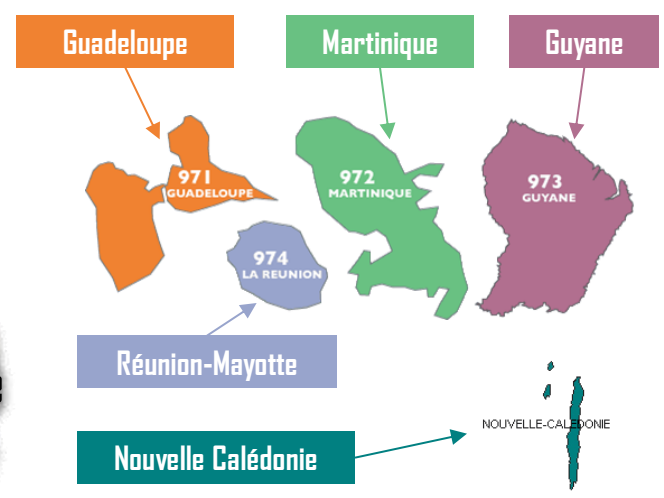 Guadeloupe
Martinique
Guyane
971
GUADELOUPE
972
MARTINIQUE
973
GUYANE
974
LA REUNION
Réunion-Mayotte
NOUVELLE-CALEDONIE
Nouvelle Calédonie